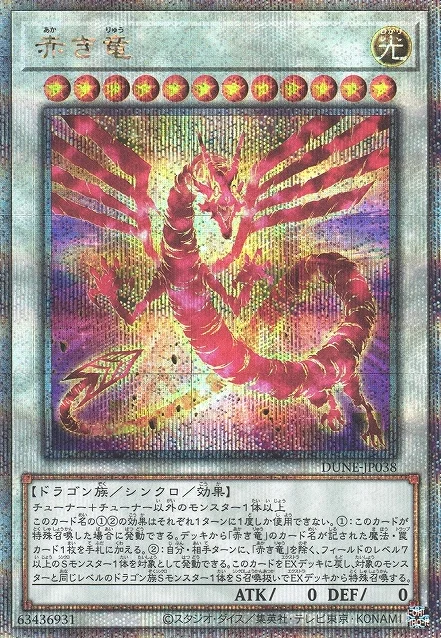 赤き竜
光
DUNE-JP038
【ドラゴン族／シンクロ／効果】
チューナー＋チューナー以外のモンスター1体以上
このカード名の①②の効果はそれぞれ1ターンに1度しか使用できない。①：このカードが
特殊召喚した場合に発動できる。デッキから「赤き竜」のカード名が記された魔法・罠
カード1枚を手札に加える。②：自分・相手ターンに、「赤き竜」を除く、フィールドのレベル7
以上のSモンスター1体を対象として発動できる。このカードをEXデッキに戻し、対象のモンス
ターと同じレベルのドラゴン族Sモンスター1体をS召喚扱いでEXデッキから特殊召喚する。
ATK/ 0 DEF/ 0
63436931 ©スタジオ・ダイス/集英社・テレビ東京・KONAMI